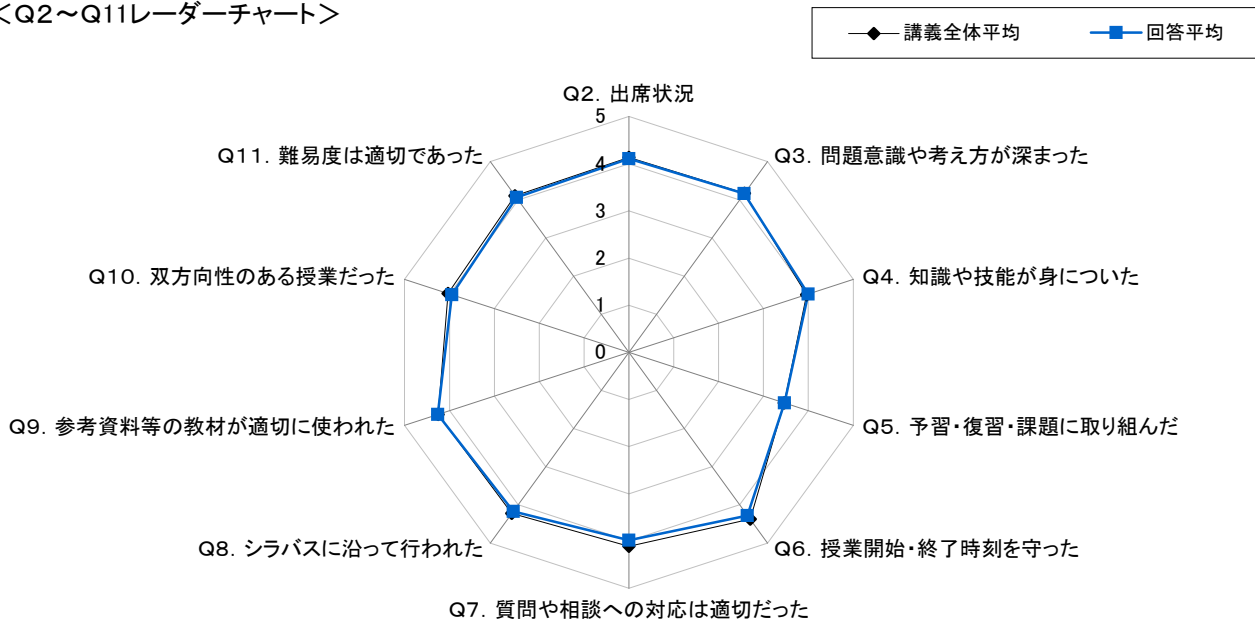 ＜Q2～Q11レーダーチャート＞
講義全体平均
回答平均
Q2．出席状況
Q3．問題意識や考え方が深まった
Q4．知識や技能が身についた
Q5．予習・復習・課題に取り組んだ
Q6．授業開始・終了時刻を守った
Q7．質問や相談への対応は適切だった
Q8．シラバスに沿って行われた
Q9．参考資料等の教材が適切に使われた
Q10．双方向性のある授業だった
Q11．難易度は適切であった
5
4
3
2
1
0